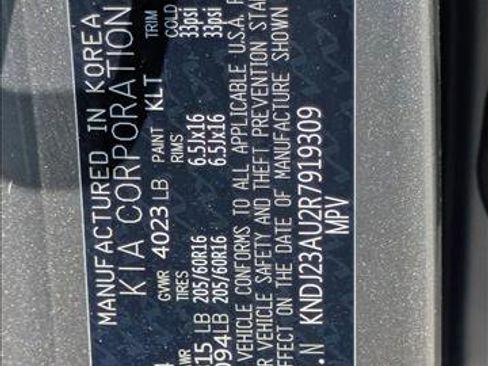 MANUFACTURED IN KOREA
KIA CORPORATION
GVWR 4023 LB PAINT KLT TRIM
TIRES RIMS COLD
15 LB 205/60R16 6.5Jx16 33psi
094LB 205/60R16 6.5Jx16 33psi
VEHICLE CONFORMS TO ALL APPLICABLE U.S.A.
VEHICLE SAFETY AND THEFT PREVENTION STA
EFFECT ON THE DATE OF MANUFACTURE SHOWN
.N KNDJ23AU2R7919309
MPV